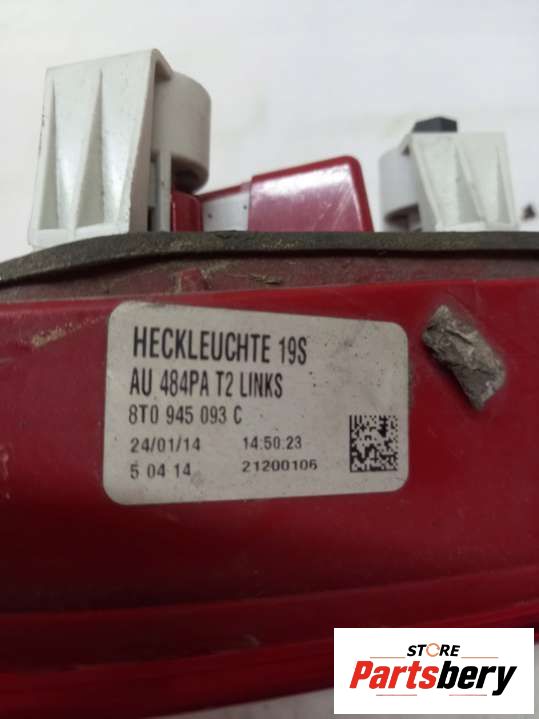 HECKLEUCHTE 19S
AU 484PA T2 LINKS
8T0 945 093 C
24/01/14 14:50:23
5 04 14 21200106
STORE
Partsbery